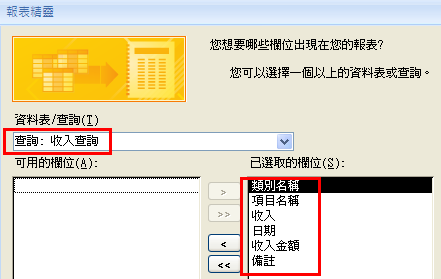 報表精靈
您想要哪些欄位出現在您的報表?
您可以選擇一個以上的資料表或查詢。
資料表/查詢(T)
查詢: 收入查詢
可用的欄位(A):
已選取的欄位(S):
>
>>
<
<<
類別名稱
項目名稱
收入
日期
收入金額
備註